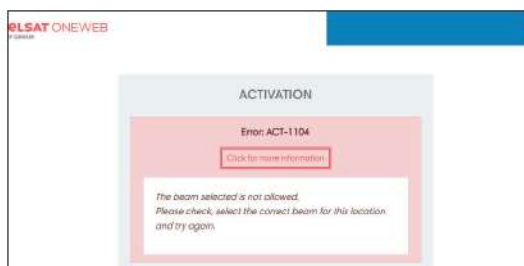 elsat ONEWEB
ACTIVATION
Error: ACT-1104
Click for more information
The beam selected is not allowed.
Please check, select the correct beam for this location
and try again.